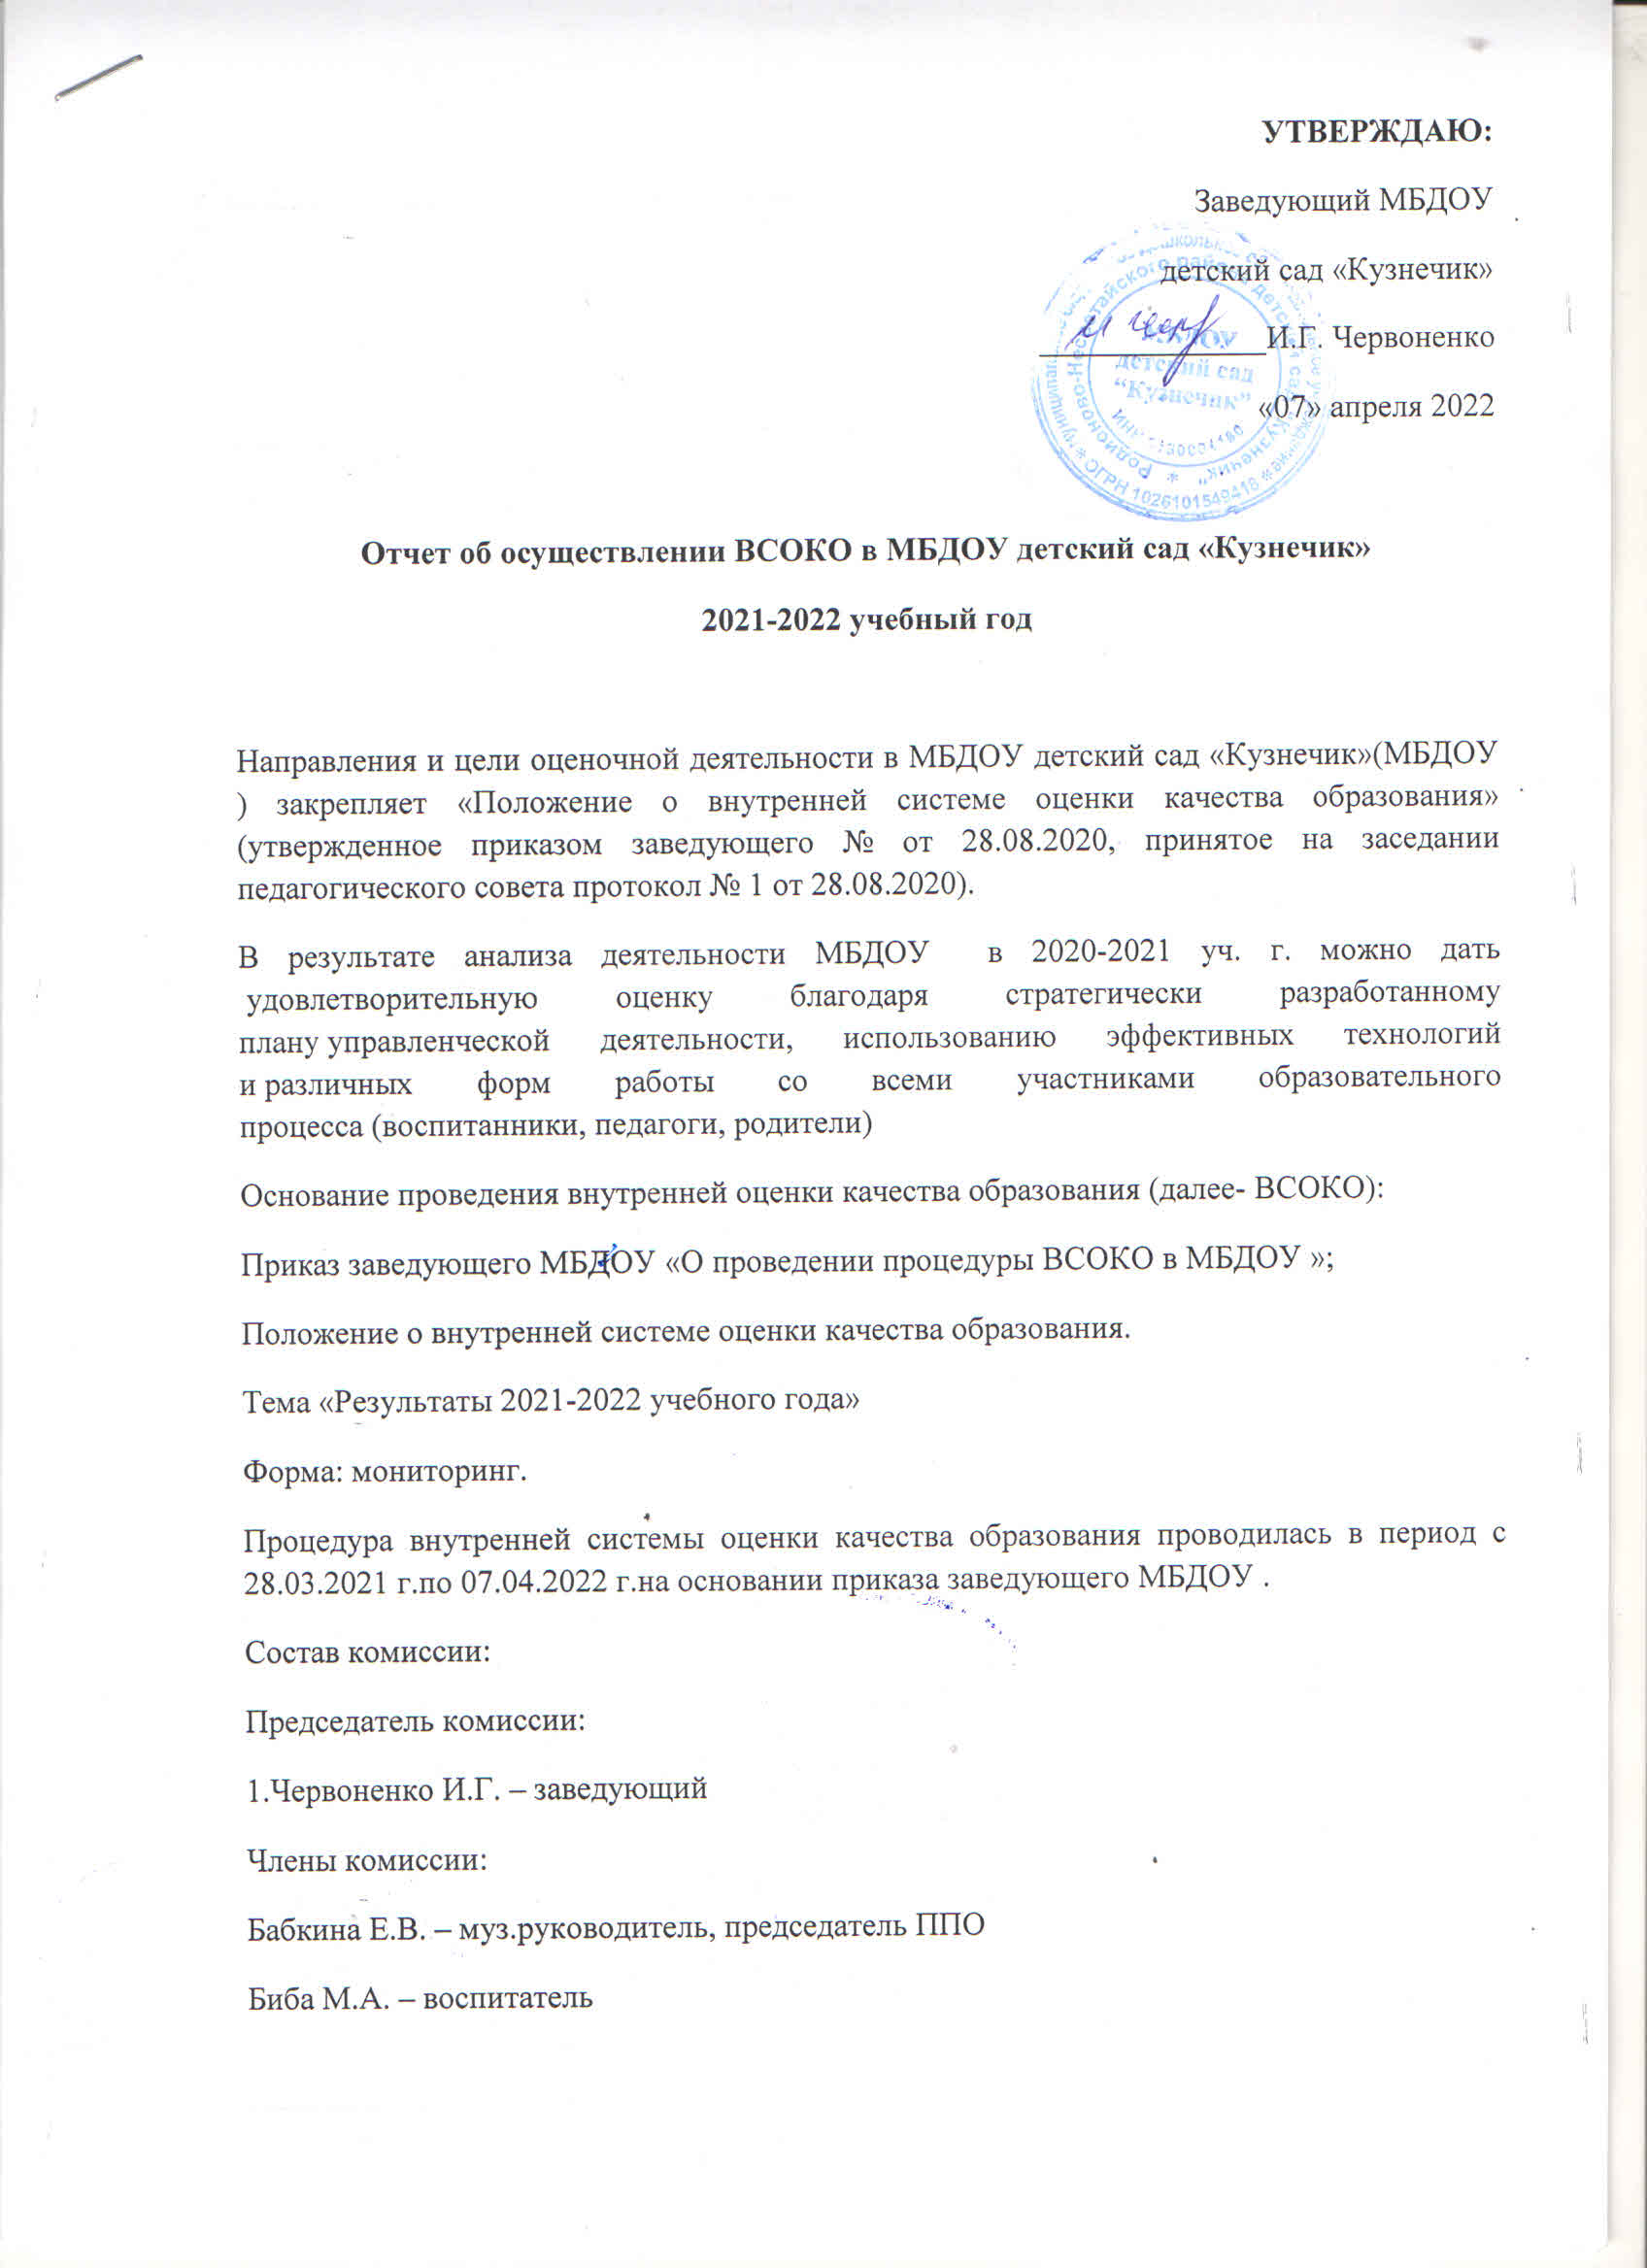 УТВЕРЖДАЮ:
Заведующий МБДОУ
детский сад «Кузнечик»
И.Г. Червоненко
«07» апреля 2022
МБДОУ
детский сад
“Кузнечик”
ОГРН 1026101549418
Отчет об осуществлении ВСОКО в МБДОУ детский сад «Кузнечик»
2021-2022 учебный год
Направления и цели оценочной деятельности в МБДОУ детский сад «Кузнечик»(МБДОУ
) закрепляет «Положение о внутренней системе оценки качества образования»
(утвержденное приказом заведующего № от 28.08.2020, принятое на заседании
педагогического совета протокол № 1 от 28.08.2020).
В результате анализа деятельности МБДОУ в 2020-2021 уч. г. можно дать
удовлетворительную оценку благодаря стратегически разработанному
плану управленческой деятельности, использованию эффективных технологий
и различных форм работы со всеми участниками образовательного
процесса (воспитанники, педагоги, родители)
Основание проведения внутренней оценки качества образования (далее- ВСОКО):
Приказ заведующего МБДОУ «О проведении процедуры ВСОКО в МБДОУ »;
Положение о внутренней системе оценки качества образования.
Тема «Результаты 2021-2022 учебного года»
Форма: мониторинг.
Процедура внутренней системы оценки качества образования проводилась в период с
28.03.2021 г.по 07.04.2022 г.на основании приказа заведующего МБДОУ .
Состав комиссии:
Председатель комиссии:
1.Червоненко И.Г. – заведующий
Члены комиссии:
Бабкина Е.В. – муз.руководитель, председатель ППО
Биба М.А. – воспитатель